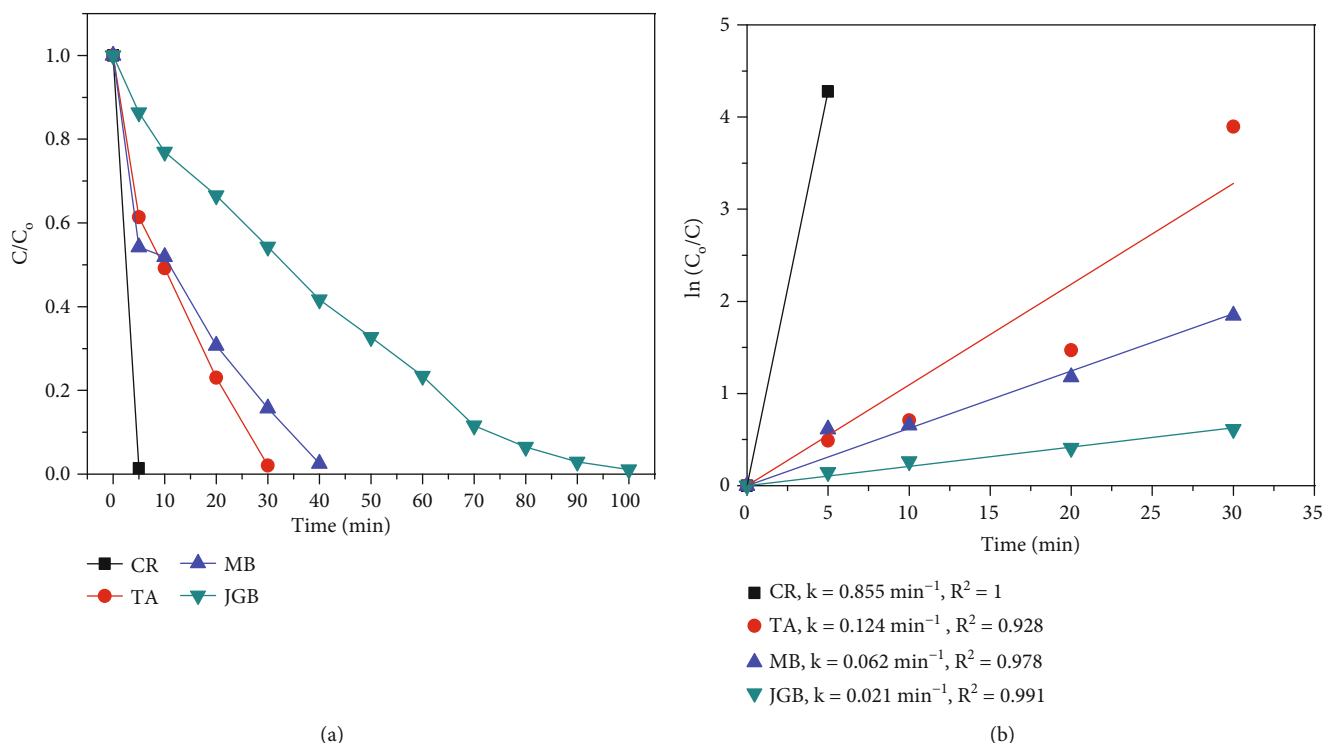 1.0
0.8
0.6
0.4
0.2
0.0
C/Cₒ
0 10 20 30 40 50 60 70 80 90 100
Time (min)
CR MB
TA JGB
(a)
5
4
3
2
1
0
ln (Cₒ/C)
0 5 10 15 20 25 30 35
Time (min)
CR, k = 0.855 min⁻¹, R² = 1
TA, k = 0.124 min⁻¹ , R² = 0.928
MB, k = 0.062 min⁻¹, R² = 0.978
JGB, k = 0.021 min⁻¹, R² = 0.991
(b)